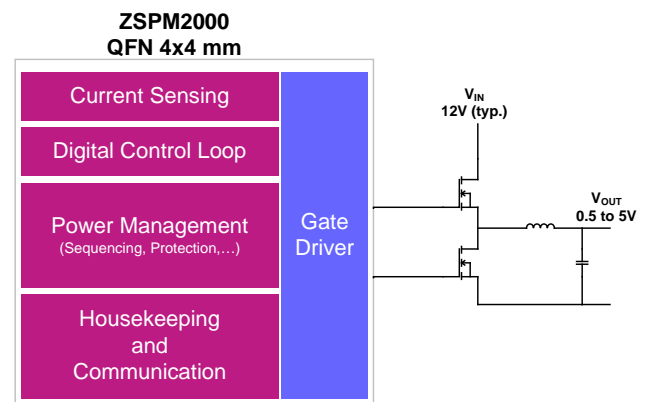 ZSPM2000
QFN 4x4 mm
Current Sensing
Digital Control Loop
Power Management
(Sequencing, Protection,…)
Housekeeping
and
Communication
Gate
Driver
VIN
12V (typ.)
VOUT
0.5 to 5V